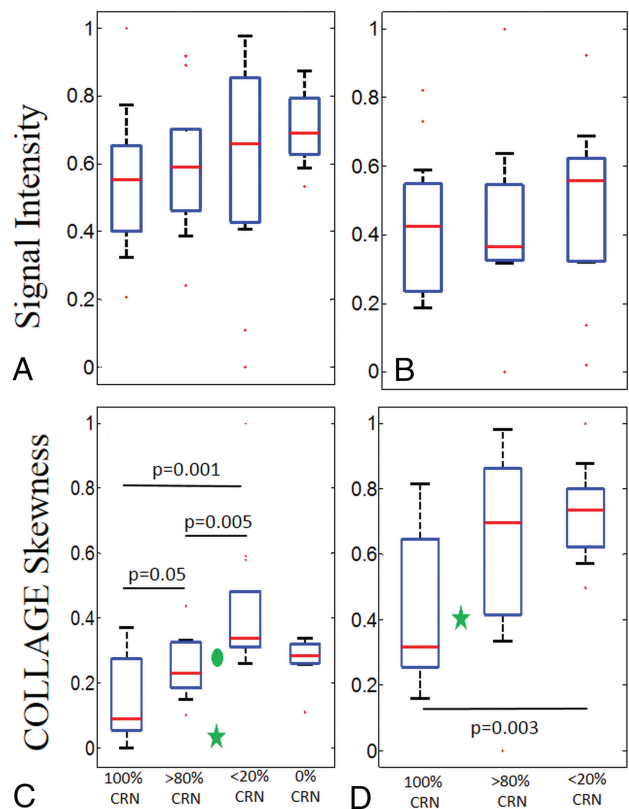 1
0.8
0.6
0.4
0.2
0
Signal Intensity
A
1
0.8
0.6
0.4
0.2
0
B
1
0.8
0.6
0.4
0.2
0
COLLAGE Skewness
p=0.001
p=0.005
p=0.05
100% CRN
>80% CRN
<20% CRN
0% CRN
C
1
0.8
0.6
0.4
0.2
0
p=0.003
100% CRN
>80% CRN
<20% CRN
D